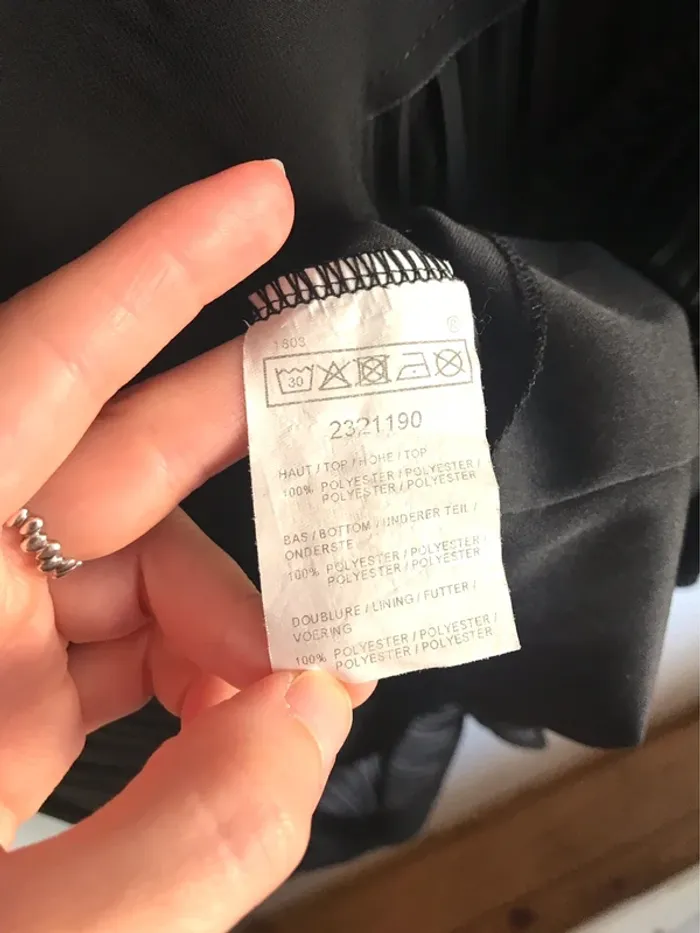 1803
®
30
2321190
HAUT / TOP / HOHE / TOP
100% POLYESTER / POLYESTER /
POLYESTER / POLYESTER
BAS / BOTTOM / UNDERER TEIL /
ONDERSTE
100% POLYESTER / POLYESTER /
POLYESTER / POLYESTER
DOUBLURE / LINING / FUTTER /
VOERING
100% POLYESTER / POLYESTER /
POLYESTER / POLYESTER